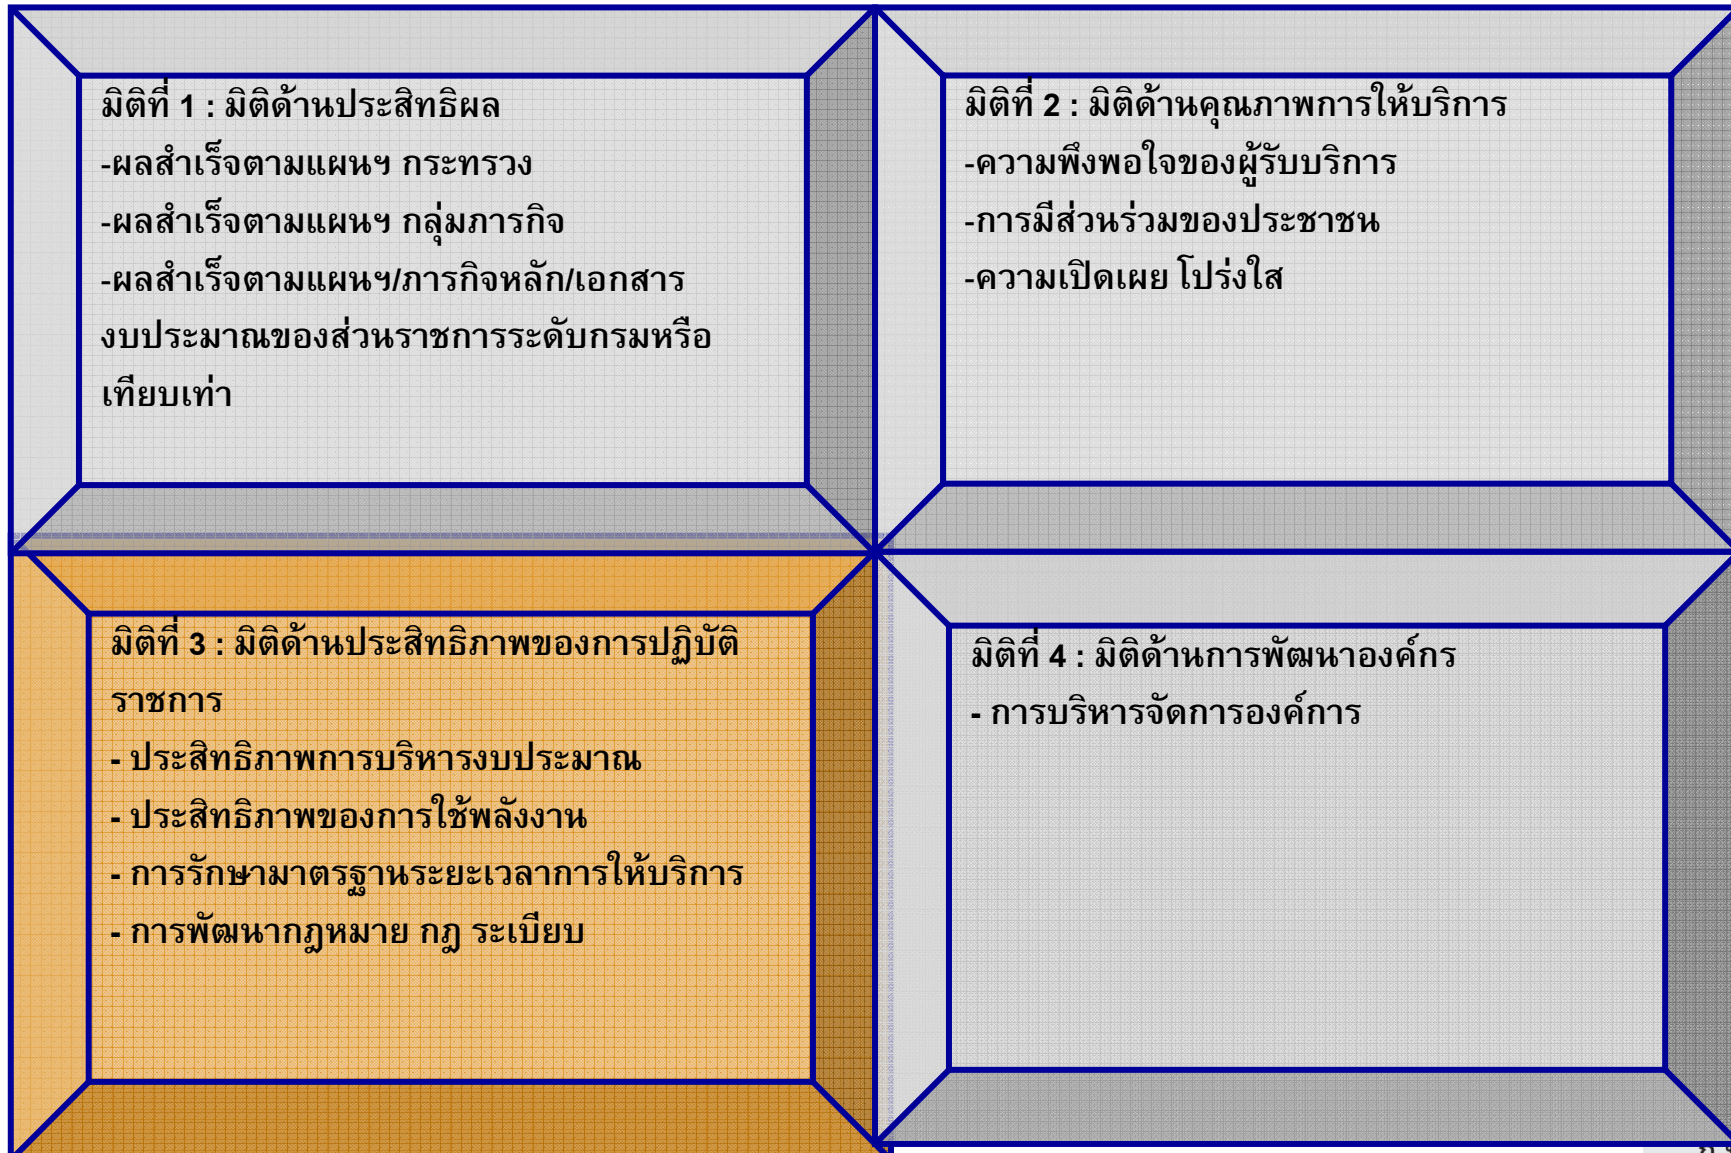 มิติที่ 1 : มิติด้านประสิทธิผล
-ผลสำเร็จตามแผนฯ กระทรวง
-ผลสำเร็จตามแผนฯ กลุ่มภารกิจ
-ผลสำเร็จตามแผนฯ/ภารกิจหลัก/เอกสาร
งบประมาณของส่วนราชการระดับกรมหรือ
เทียบเท่า
มิติที่ 2 : มิติด้านคุณภาพการให้บริการ
-ความพึงพอใจของผู้รับบริการ
-การมีส่วนร่วมของประชาชน
-ความเปิดเผย โปร่งใส
มิติที่ 3 : มิติด้านประสิทธิภาพของการปฏิบัติ
ราชการ
- ประสิทธิภาพการบริหารงบประมาณ
- ประสิทธิภาพของการใช้พลังงาน
- การรักษามาตรฐานระยะเวลาการให้บริการ
- การพัฒนากฎหมาย กฎ ระเบียบ
มิติที่ 4 : มิติด้านการพัฒนาองค์กร
- การบริหารจัดการองค์การ